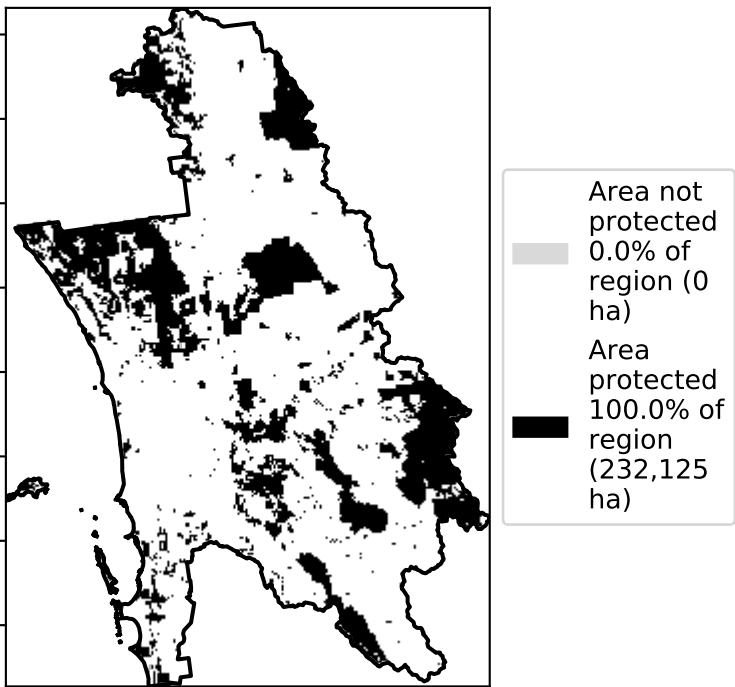 Area not
protected
0.0% of
region (0
ha)
Area
protected
100.0% of
region
(232,125
ha)